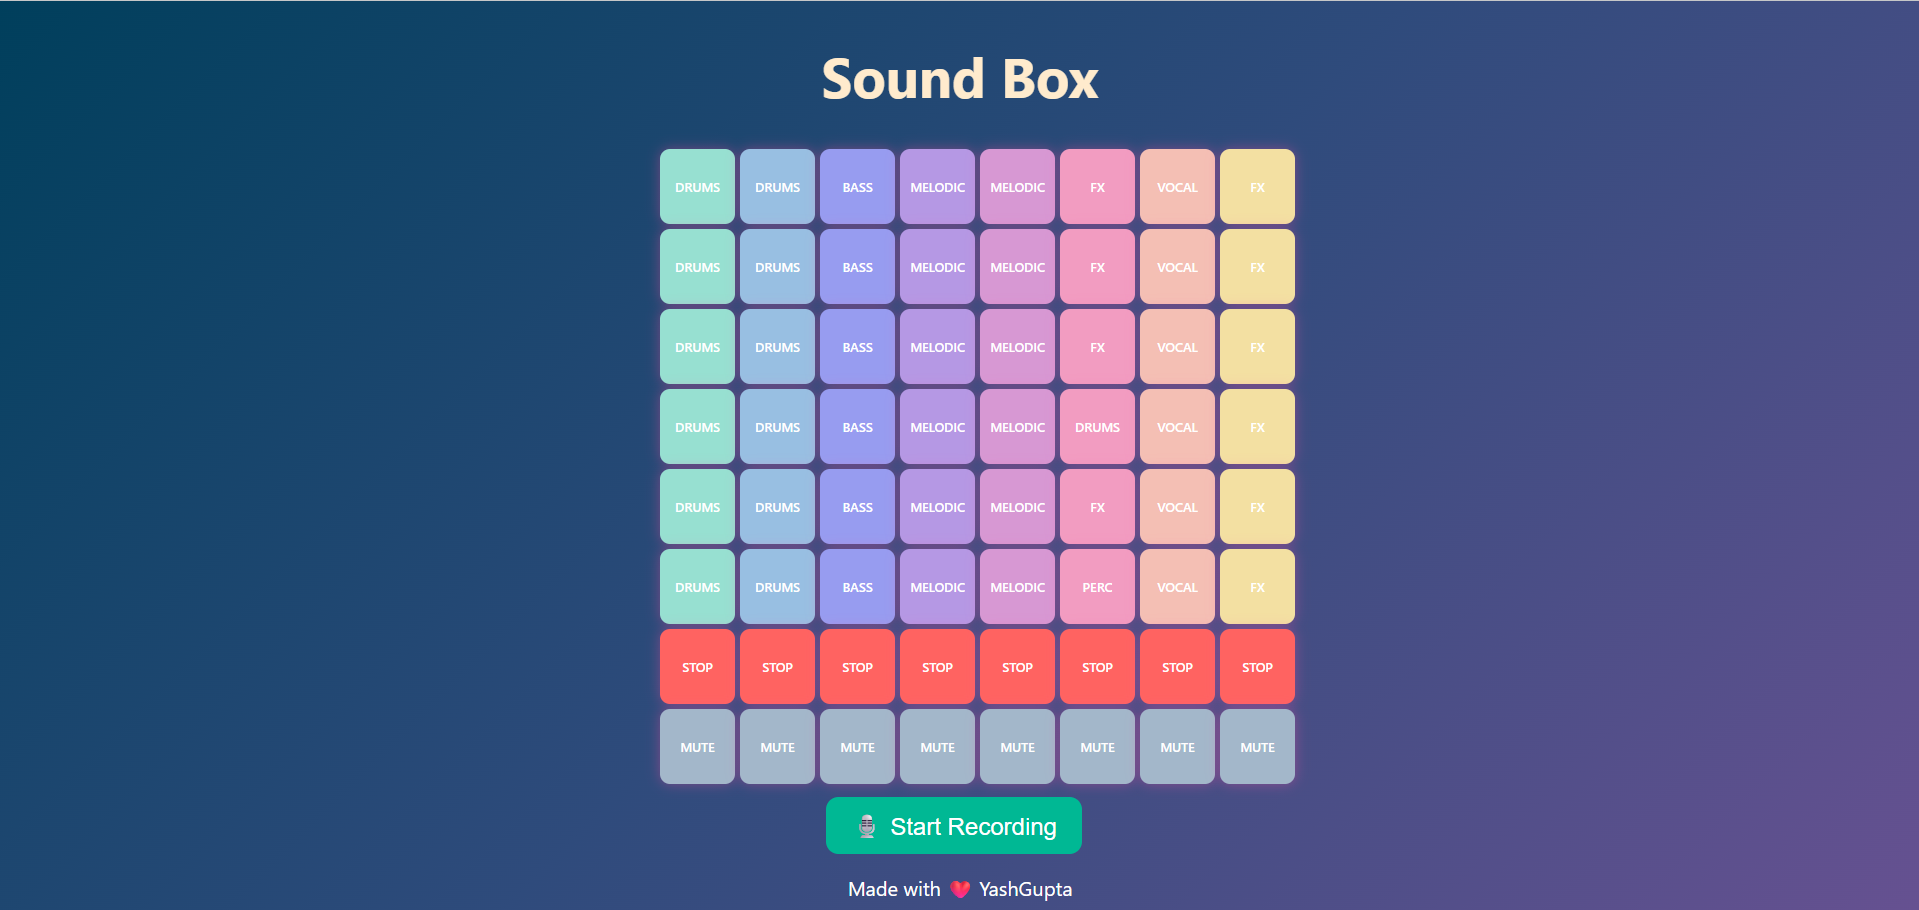 Sound Box
DRUMS DRUMS BASS MELODIC MELODIC FX VOCAL FX
DRUMS DRUMS BASS MELODIC MELODIC FX VOCAL FX
DRUMS DRUMS BASS MELODIC MELODIC FX VOCAL FX
DRUMS DRUMS BASS MELODIC MELODIC DRUMS VOCAL FX
DRUMS DRUMS BASS MELODIC MELODIC FX VOCAL FX
DRUMS DRUMS BASS MELODIC MELODIC PERC VOCAL FX
STOP STOP STOP STOP STOP STOP STOP STOP
MUTE MUTE MUTE MUTE MUTE MUTE MUTE MUTE
Start Recording
Made with ❤️ YashGupta